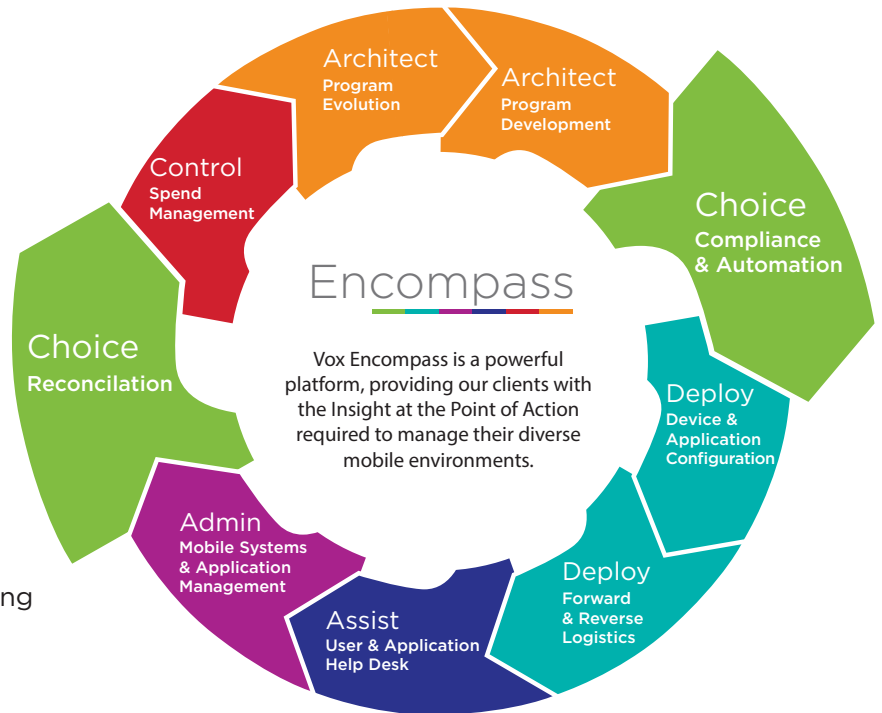 Architect
Program
Evolution
Architect
Program
Development
Choice
Compliance
& Automation
Deploy
Device &
Application
Configuration
Deploy
Forward
& Reverse
Logistics
Assist
User & Application
Help Desk
Admin
Mobile Systems
& Application
Management
Choice
Reconcilation
Control
Spend
Management
Encompass
Vox Encompass is a powerful
platform, providing our clients with
the Insight at the Point of Action
required to manage their diverse
mobile environments.
ng